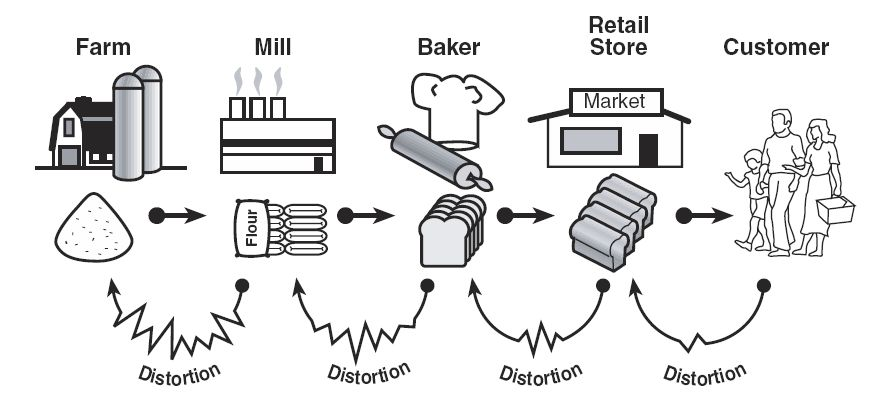 Farm
Mill
Baker
Retail
Store
Customer
Market
Flour
Distortion
Distortion
Distortion
Distortion